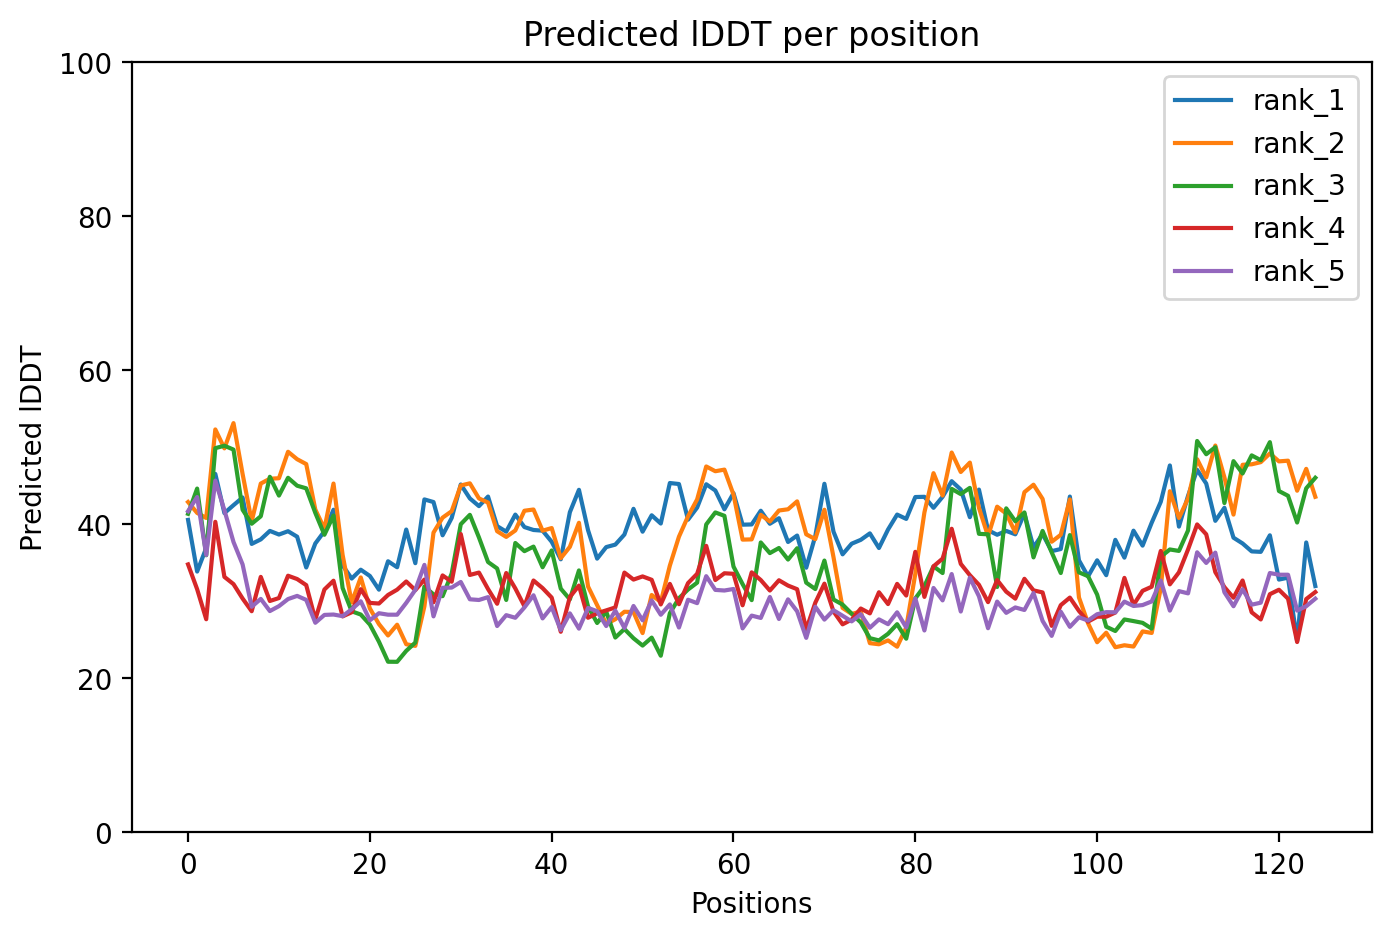 Predicted lDDT per position
100
80
60
40
20
0
Predicted lDDT
0 20 40 60 80 100 120
Positions
rank_1
rank_2
rank_3
rank_4
rank_5